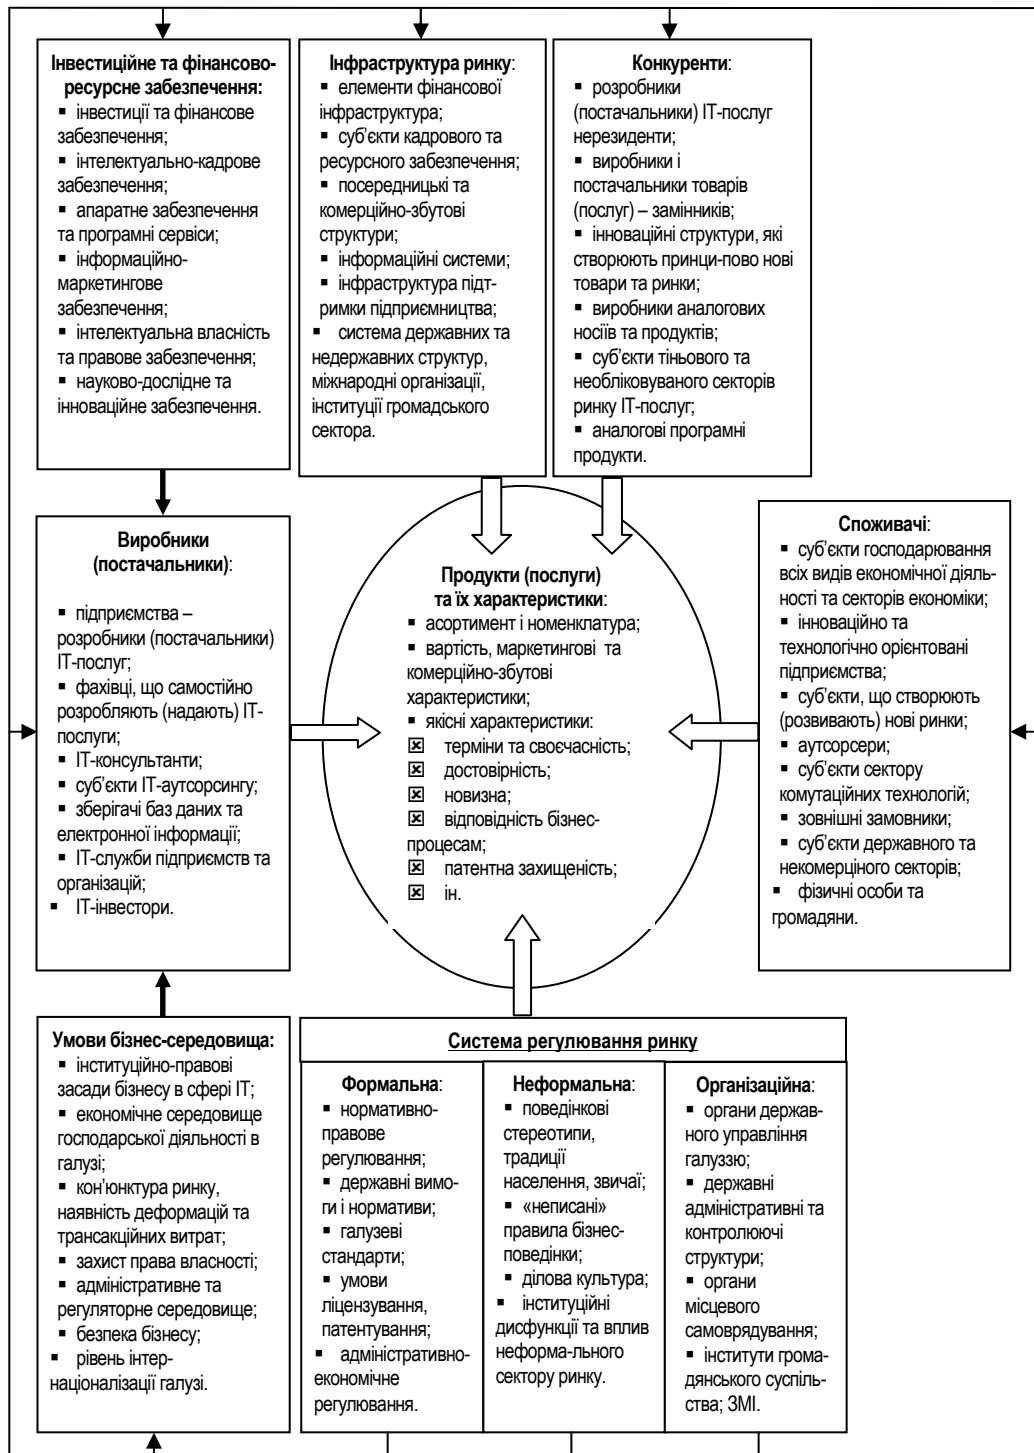 Інвестиційне та фінансово-
ресурсне забезпечення:
▪ інвестиції та фінансове
забезпечення;
▪ інтелектуально-кадрове
забезпечення;
▪ апаратне забезпечення
та програмні сервіси;
▪ інформаційно-
маркетингове
забезпечення;
▪ інтелектуальна власність
та правове забезпечення;
▪ науково-дослідне та
інноваційне забезпечення.
Інфраструктура ринку:
▪ елементи фінансової
інфраструктура;
▪ суб’єкти кадрового та
ресурсного забезпечення;
▪ посередницькі та
комерційно-збутові
структури;
▪ інформаційні системи;
▪ інфраструктура підт-
римки підприємництва;
▪ система державних та
недержавних структур,
міжнародні організації,
інституції громадського
сектора.
Конкуренти:
▪ розробники
(постачальники) ІТ-послуг
нерезиденти;
▪ виробники і
постачальники товарів
(послуг) – замінників;
▪ інноваційні структури, які
створюють принци-пово нові
товари та ринки;
▪ виробники аналогових
носіїв та продуктів;
▪ суб’єкти тіньового та
необліковуваного секторів
ринку ІТ-послуг;
▪ аналогові програмні
продукти.
Виробники
(постачальники):
▪ підприємства –
розробники (постачальники)
ІТ-послуг;
▪ фахівці, що самостійно
розробляють (надають) ІТ-
послуги;
▪ ІТ-консультанти;
▪ суб’єкти ІТ-аутсорсингу;
▪ зберігачі баз даних та
електронної інформації;
▪ ІТ-служби підприємств та
організацій;
▪ ІТ-інвестори.
Продукти (послуги)
та їх характеристики:
▪ асортимент і номенклатура;
▪ вартість, маркетингові та
комерційно-збутові
характеристики;
▪ якісні характеристики:
☒ терміни та своєчасність;
☒ достовірність;
☒ новизна;
☒ відповідність бізнес-
процесам;
☒ патентна захищеність;
☒ ін.
Споживачі:
▪ суб’єкти господарювання
всіх видів економічної діяль-
ності та секторів економіки;
▪ інноваційно та
технологічно орієнтовані
підприємства;
▪ суб’єкти, що створюють
(розвивають) нові ринки;
▪ аутсорсери;
▪ суб’єкти сектору
комутаційних технологій;
▪ зовнішні замовники;
▪ суб’єкти державного та
некомерціного секторів;
▪ фізичні особи та
громадяни.
Умови бізнес-середовища:
▪ інституційно-правові
засади бізнесу в сфері ІТ;
▪ економічне середовище
господарської діяльності в
галузі;
▪ кон’юнктура ринку,
наявність деформацій та
трансакційних витрат;
▪ захист права власності;
▪ адміністративне та
регуляторне середовище;
▪ безпека бізнесу;
▪ рівень інтер-
націоналізації галузі.
Система регулювання ринку
Формальна:
▪ нормативно-
правове
регулювання;
▪ державні вимо-
ги і нормативи;
▪ галузеві
стандарти;
▪ умови
ліцензування,
патентування;
▪ адміністративно-
економічне
регулювання.
Неформальна:
▪ поведінкові
стереотипи,
традиції
населення, звичаї;
▪ «неписані»
правила бізнес-
поведінки;
▪ ділова культура;
▪ інституційні
дисфункції та вплив
неформа-льного
сектору ринку.
Організаційна:
▪ органи держав-
ного управління
галуззю;
▪ державні
адміністративні та
контролюючі
структури;
▪ органи
місцевого
самоврядування;
▪ інститути грома-
дянського суспіль-
ства; ЗМІ.